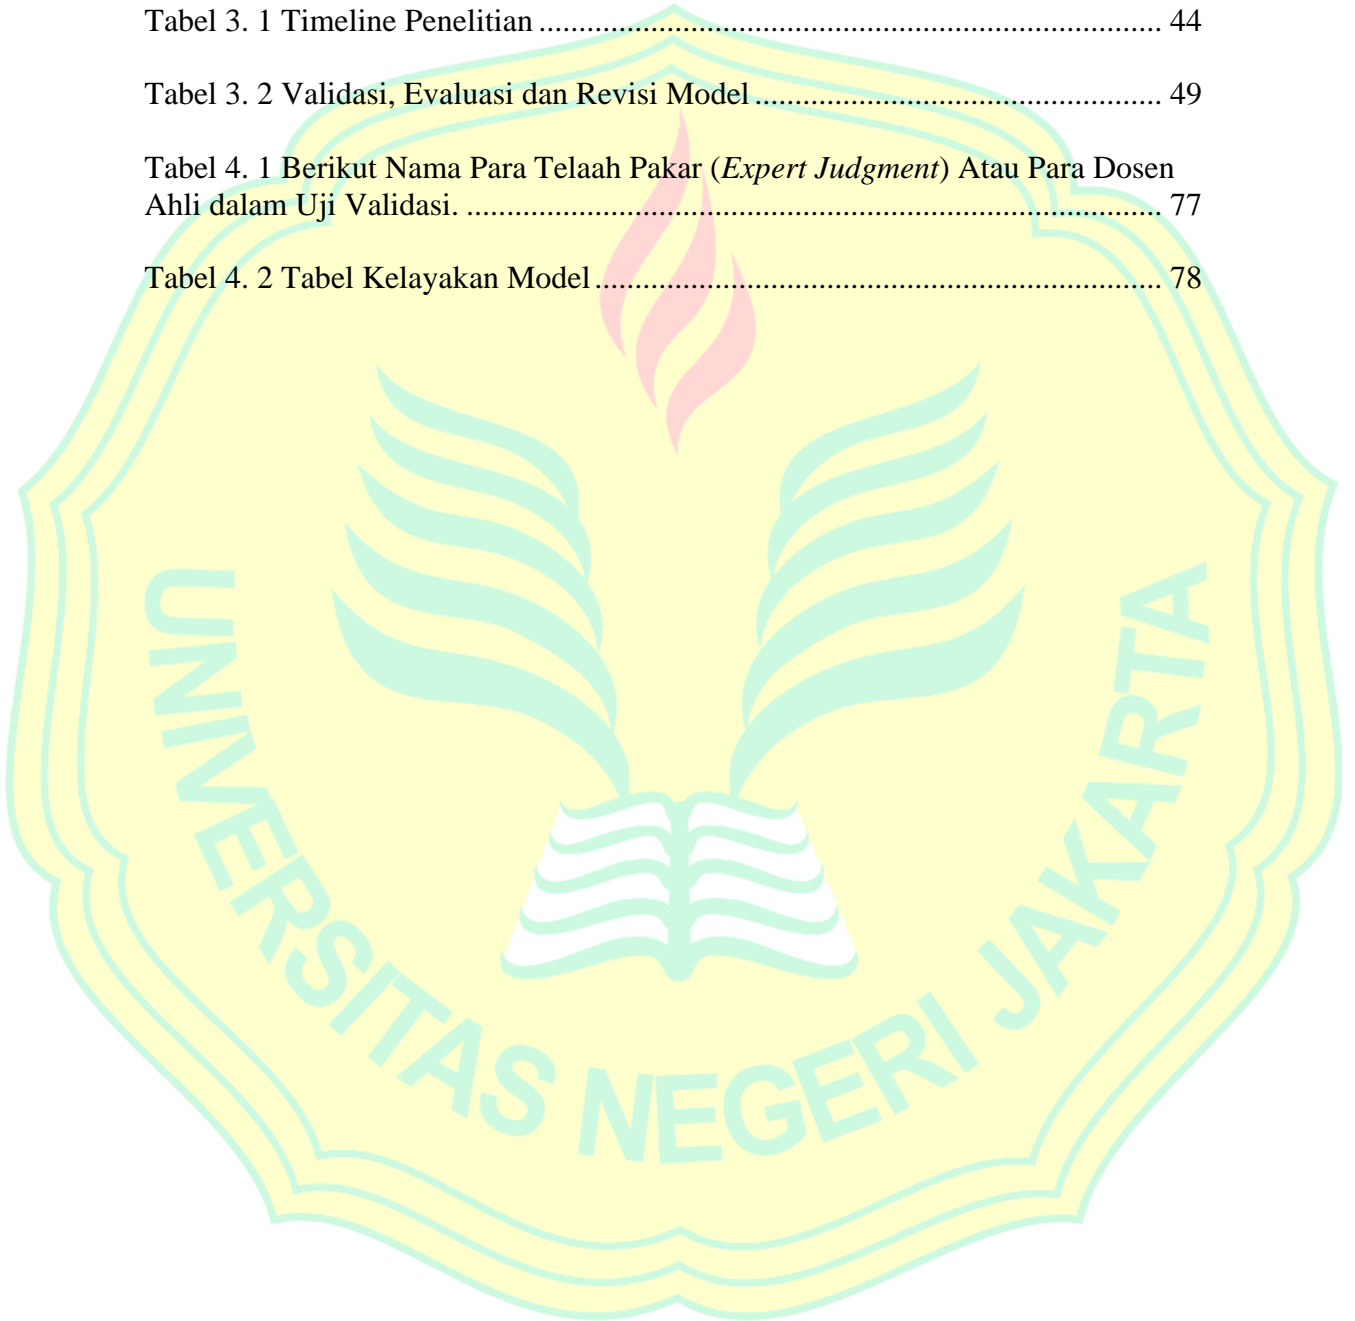 Tabel 3. 1 Timeline Penelitian .............................................................................. 44
Tabel 3. 2 Validasi, Evaluasi dan Revisi Model ................................................... 49
Tabel 4. 1 Berikut Nama Para Telaah Pakar (Expert Judgment) Atau Para Dosen
Ahli dalam Uji Validasi. ....................................................................................... 77
Tabel 4. 2 Tabel Kelayakan Model ....................................................................... 78
UNIVERSITAS NEGERI JAKARTA